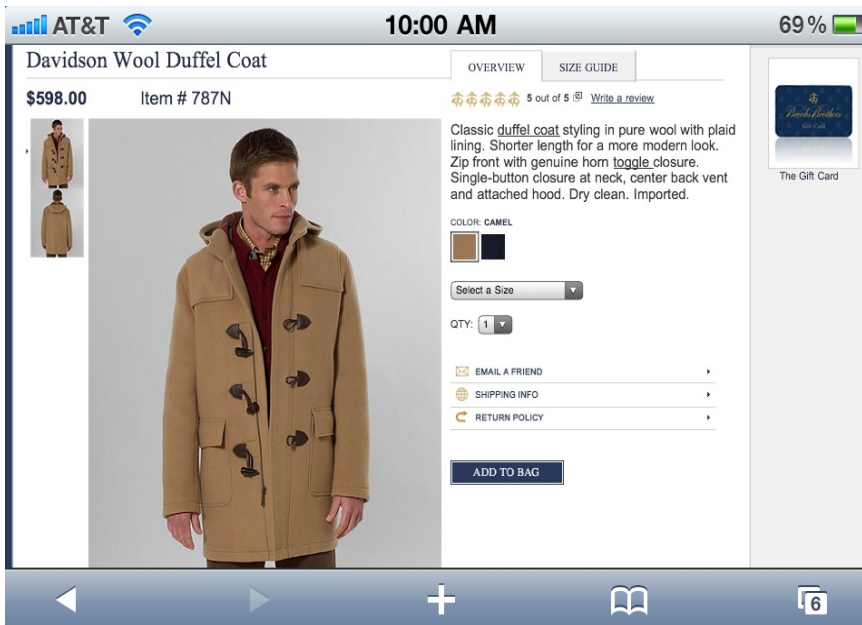 AT&T 10:00 AM 69%
Davidson Wool Duffel Coat
$598.00 Item # 787N
OVERVIEW SIZE GUIDE
5 out of 5 Write a review
Classic duffel coat styling in pure wool with plaid
lining. Shorter length for a more modern look.
Zip front with genuine horn toggle closure.
Single-button closure at neck, center back vent
and attached hood. Dry clean. Imported.
COLOR: CAMEL
Select a Size
QTY: 1
EMAIL A FRIEND
SHIPPING INFO
RETURN POLICY
ADD TO BAG
Brooks Brothers
Gift Card
The Gift Card
6